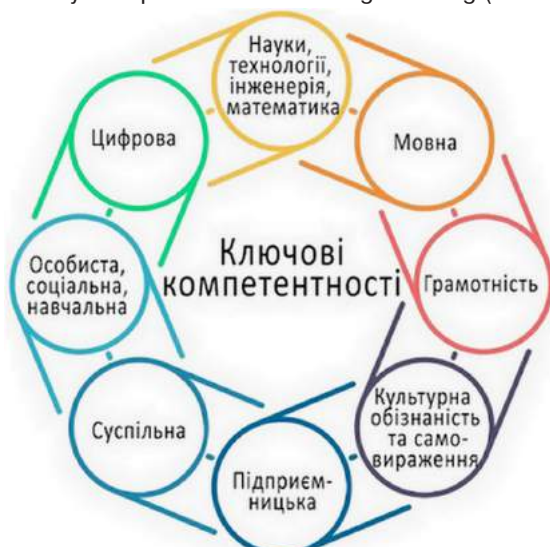 Науки,
технології,
інженерія,
математика
Мовна
Грамотність
Культурна
обізнаність
та само-
вираження
Підприєм-
ницька
Суспільна
Особиста,
соціальна,
навчальна
Цифрова
Ключові
компетентності